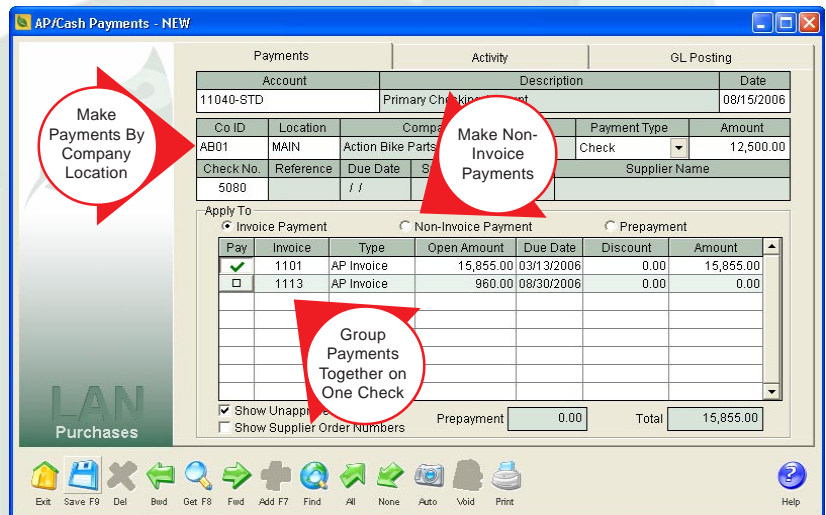 AP/Cash Payments - NEW
Payments Activity GL Posting
Account Description Date
11040-STD Primary 08/15/2006
Make Payments By Company Location
Co ID Location Payment Type Amount
AB01 MAIN Action Bike Parts Check 12,500.00
Make Non-Invoice Payments
Check No. Reference Due Date Supplier Name
5080 / /
Apply To
Invoice Payment Non-Invoice Payment Prepayment
Pay Invoice Type Open Amount Due Date Discount Amount
1101 AP Invoice 15,855.00 03/13/2006 0.00 15,855.00
1113 AP Invoice 960.00 08/30/2006 0.00 0.00
Group Payments Together on One Check
Show
Show Supplier Order Numbers
Prepayment 0.00 Total 15,855.00
LAN
Purchases
Exit Save F9 Del Bwd Get F8 Fwd Add F7 Find All None Auto Void Print Help